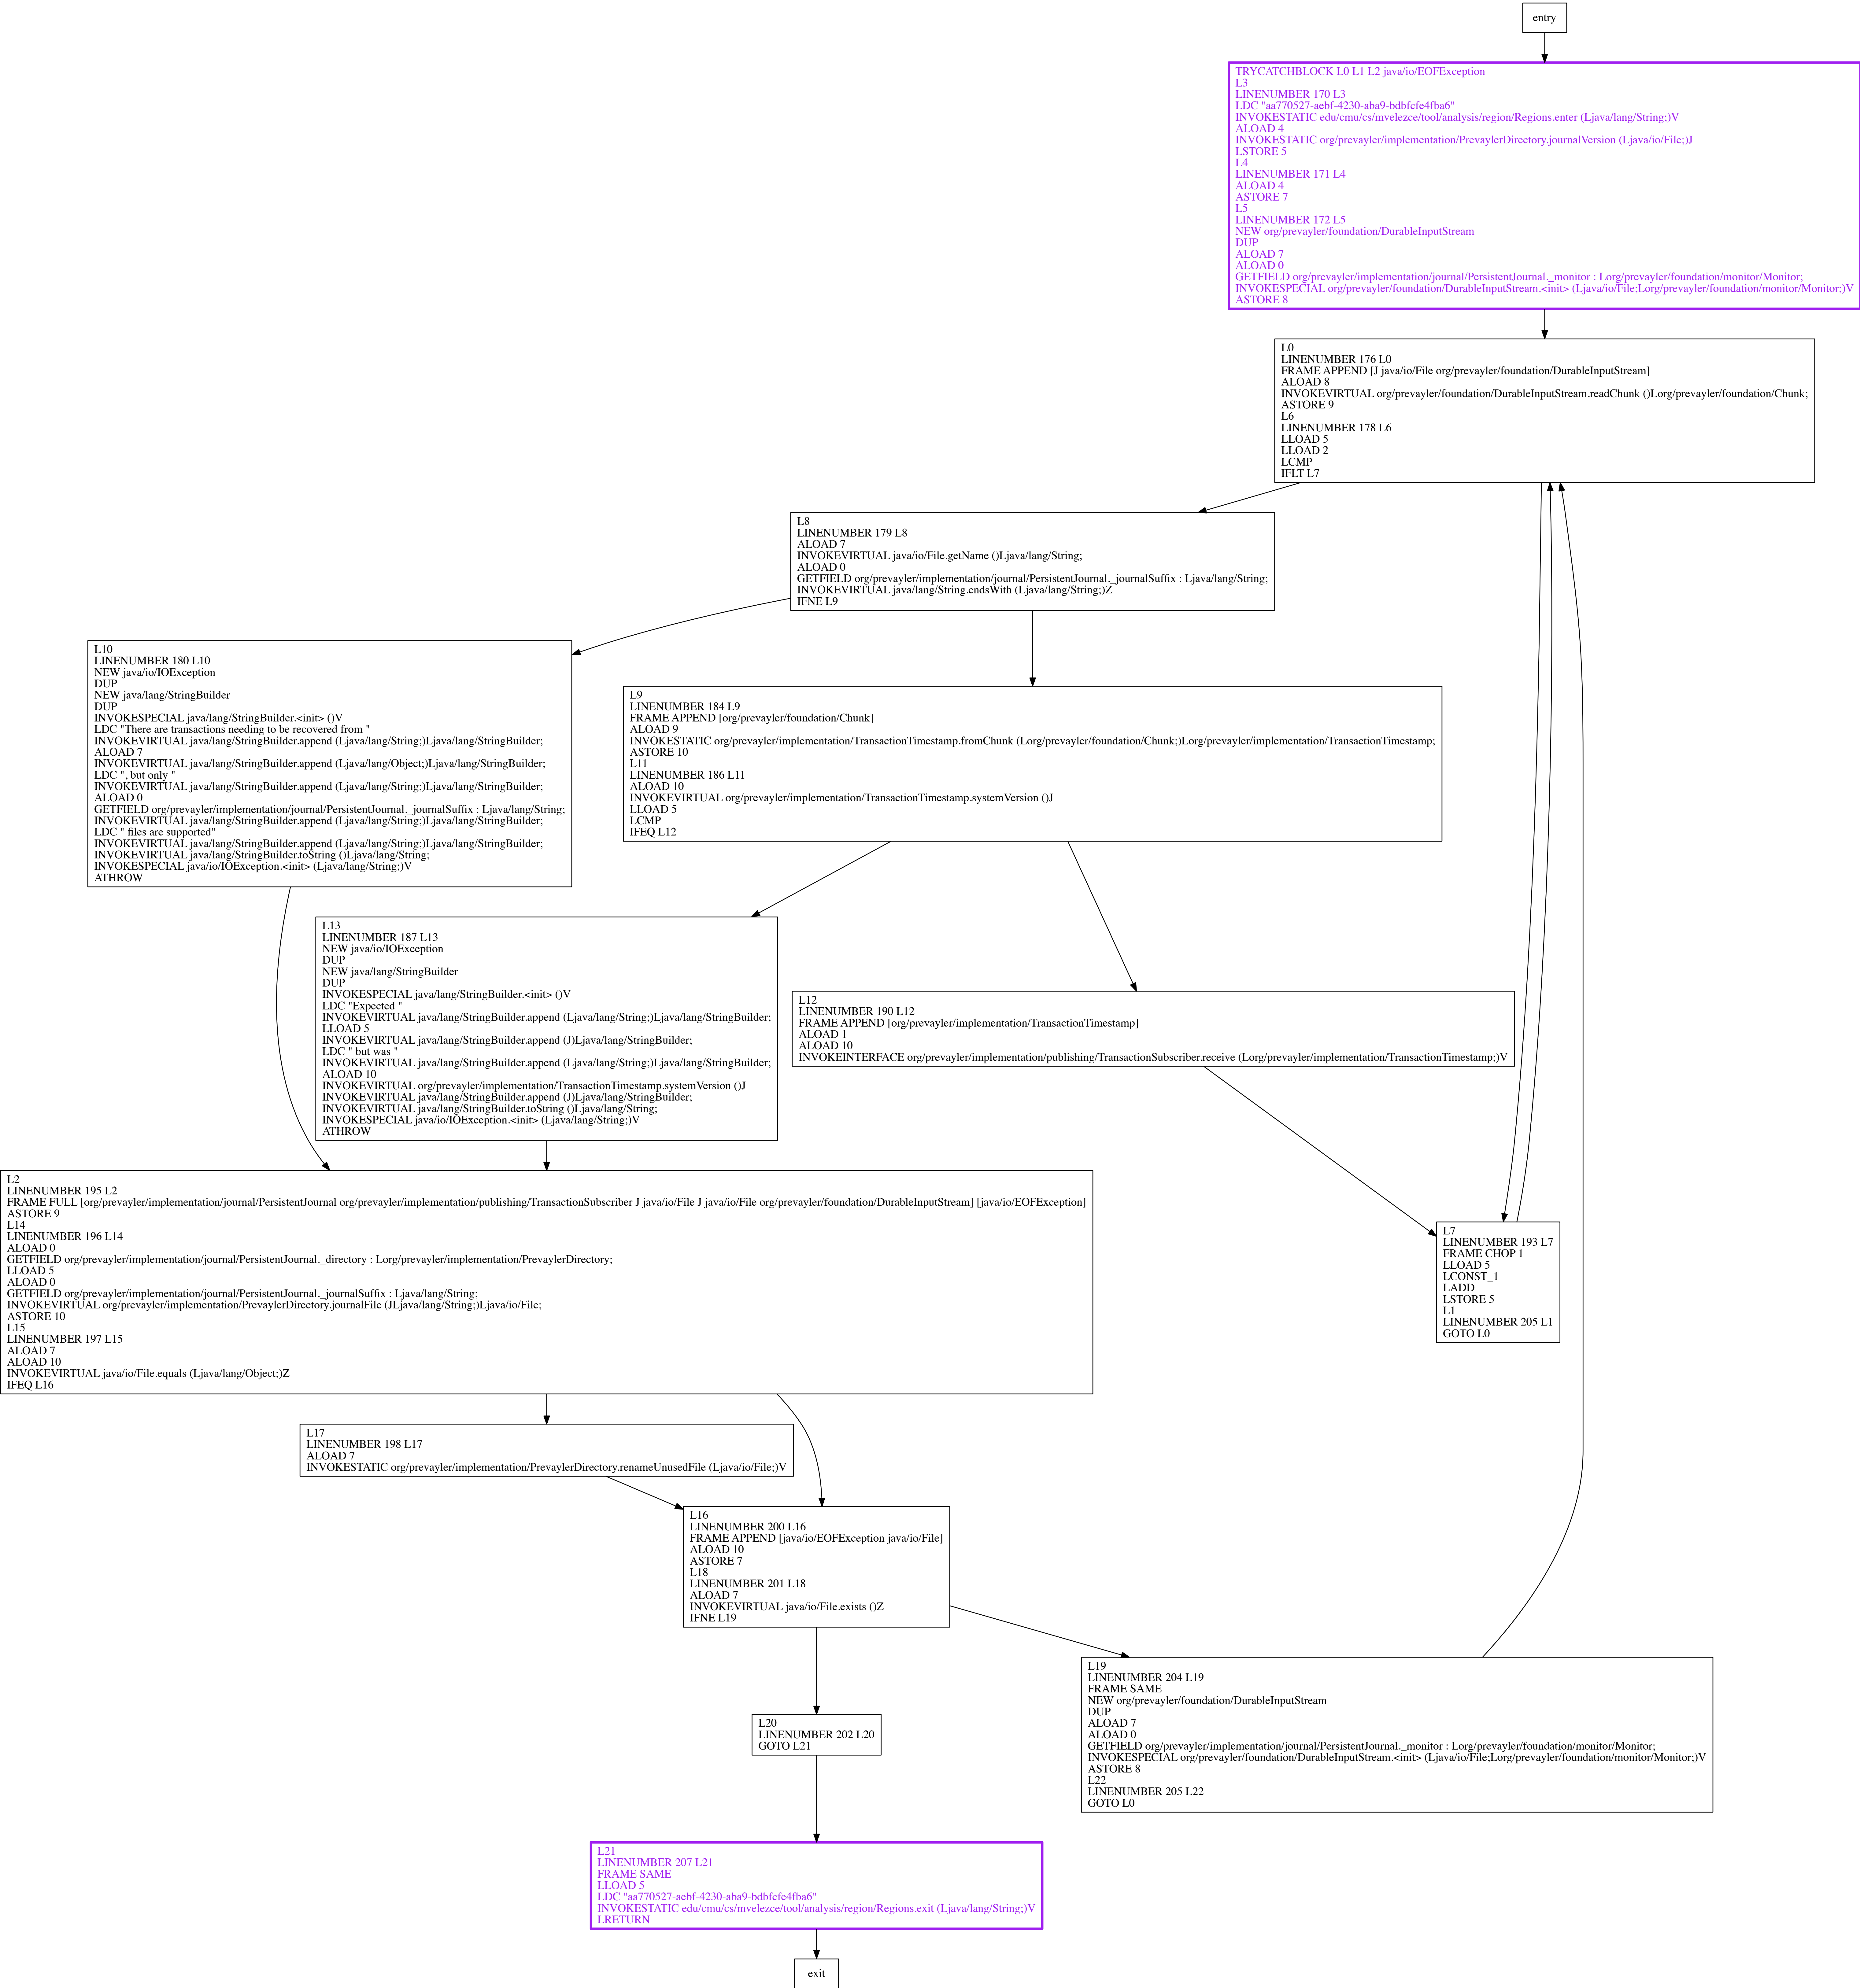 entry
TRYCATCHBLOCK L0 L1 L2 java/io/EOFException
L3
LINENUMBER 170 L3
LDC "aa770527-aebf-4230-aba9-bdbfcfe4fba6"
INVOKESTATIC edu/cmu/cs/mvelezce/tool/analysis/region/Regions.enter (Ljava/lang/String;)V
ALOAD 4
INVOKESTATIC org/prevayler/implementation/PrevaylerDirectory.journalVersion (Ljava/io/File;)J
LSTORE 5
L4
LINENUMBER 171 L4
ALOAD 4
ASTORE 7
L5
LINENUMBER 172 L5
NEW org/prevayler/foundation/DurableInputStream
DUP
ALOAD 7
ALOAD 0
GETFIELD org/prevayler/implementation/journal/PersistentJournal._monitor : Lorg/prevayler/foundation/monitor/Monitor;
INVOKESPECIAL org/prevayler/foundation/DurableInputStream.<init> (Ljava/io/File;Lorg/prevayler/foundation/monitor/Monitor;)V
ASTORE 8
L0
LINENUMBER 176 L0
FRAME APPEND [J java/io/File org/prevayler/foundation/DurableInputStream]
ALOAD 8
INVOKEVIRTUAL org/prevayler/foundation/DurableInputStream.readChunk ()Lorg/prevayler/foundation/Chunk;
ASTORE 9
L6
LINENUMBER 178 L6
LLOAD 5
LLOAD 2
LCMP
IFLT L7
L8
LINENUMBER 179 L8
ALOAD 7
INVOKEVIRTUAL java/io/File.getName ()Ljava/lang/String;
ALOAD 0
GETFIELD org/prevayler/implementation/journal/PersistentJournal._journalSuffix : Ljava/lang/String;
INVOKEVIRTUAL java/lang/String.endsWith (Ljava/lang/String;)Z
IFNE L9
L10
LINENUMBER 180 L10
NEW java/io/IOException
DUP
NEW java/lang/StringBuilder
DUP
INVOKESPECIAL java/lang/StringBuilder.<init> ()V
LDC "There are transactions needing to be recovered from "
INVOKEVIRTUAL java/lang/StringBuilder.append (Ljava/lang/String;)Ljava/lang/StringBuilder;
ALOAD 7
INVOKEVIRTUAL java/lang/StringBuilder.append (Ljava/lang/Object;)Ljava/lang/StringBuilder;
LDC ", but only "
INVOKEVIRTUAL java/lang/StringBuilder.append (Ljava/lang/String;)Ljava/lang/StringBuilder;
ALOAD 0
GETFIELD org/prevayler/implementation/journal/PersistentJournal._journalSuffix : Ljava/lang/String;
INVOKEVIRTUAL java/lang/StringBuilder.append (Ljava/lang/String;)Ljava/lang/StringBuilder;
LDC " files are supported"
INVOKEVIRTUAL java/lang/StringBuilder.append (Ljava/lang/String;)Ljava/lang/StringBuilder;
INVOKEVIRTUAL java/lang/StringBuilder.toString ()Ljava/lang/String;
INVOKESPECIAL java/io/IOException.<init> (Ljava/lang/String;)V
ATHROW
L9
LINENUMBER 184 L9
FRAME APPEND [org/prevayler/foundation/Chunk]
ALOAD 9
INVOKESTATIC org/prevayler/implementation/TransactionTimestamp.fromChunk (Lorg/prevayler/foundation/Chunk;)Lorg/prevayler/implementation/TransactionTimestamp;
ASTORE 10
L11
LINENUMBER 186 L11
ALOAD 10
INVOKEVIRTUAL org/prevayler/implementation/TransactionTimestamp.systemVersion ()J
LLOAD 5
LCMP
IFEQ L12
L13
LINENUMBER 187 L13
NEW java/io/IOException
DUP
NEW java/lang/StringBuilder
DUP
INVOKESPECIAL java/lang/StringBuilder.<init> ()V
LDC "Expected "
INVOKEVIRTUAL java/lang/StringBuilder.append (Ljava/lang/String;)Ljava/lang/StringBuilder;
LLOAD 5
INVOKEVIRTUAL java/lang/StringBuilder.append (J)Ljava/lang/StringBuilder;
LDC " but was "
INVOKEVIRTUAL java/lang/StringBuilder.append (Ljava/lang/String;)Ljava/lang/StringBuilder;
ALOAD 10
INVOKEVIRTUAL org/prevayler/implementation/TransactionTimestamp.systemVersion ()J
INVOKEVIRTUAL java/lang/StringBuilder.append (J)Ljava/lang/StringBuilder;
INVOKEVIRTUAL java/lang/StringBuilder.toString ()Ljava/lang/String;
INVOKESPECIAL java/io/IOException.<init> (Ljava/lang/String;)V
ATHROW
L12
LINENUMBER 190 L12
FRAME APPEND [org/prevayler/implementation/TransactionTimestamp]
ALOAD 1
ALOAD 10
INVOKEINTERFACE org/prevayler/implementation/publishing/TransactionSubscriber.receive (Lorg/prevayler/implementation/TransactionTimestamp;)V
L2
LINENUMBER 195 L2
FRAME FULL [org/prevayler/implementation/journal/PersistentJournal org/prevayler/implementation/publishing/TransactionSubscriber J java/io/File J java/io/File org/prevayler/foundation/DurableInputStream] [java/io/EOFException]
ASTORE 9
L14
LINENUMBER 196 L14
ALOAD 0
GETFIELD org/prevayler/implementation/journal/PersistentJournal._directory : Lorg/prevayler/implementation/PrevaylerDirectory;
LLOAD 5
ALOAD 0
GETFIELD org/prevayler/implementation/journal/PersistentJournal._journalSuffix : Ljava/lang/String;
INVOKEVIRTUAL org/prevayler/implementation/PrevaylerDirectory.journalFile (JLjava/lang/String;)Ljava/io/File;
ASTORE 10
L15
LINENUMBER 197 L15
ALOAD 7
ALOAD 10
INVOKEVIRTUAL java/io/File.equals (Ljava/lang/Object;)Z
IFEQ L16
L7
LINENUMBER 193 L7
FRAME CHOP 1
LLOAD 5
LCONST_1
LADD
LSTORE 5
L1
LINENUMBER 205 L1
GOTO L0
L17
LINENUMBER 198 L17
ALOAD 7
INVOKESTATIC org/prevayler/implementation/PrevaylerDirectory.renameUnusedFile (Ljava/io/File;)V
L16
LINENUMBER 200 L16
FRAME APPEND [java/io/EOFException java/io/File]
ALOAD 10
ASTORE 7
L18
LINENUMBER 201 L18
ALOAD 7
INVOKEVIRTUAL java/io/File.exists ()Z
IFNE L19
L19
LINENUMBER 204 L19
FRAME SAME
NEW org/prevayler/foundation/DurableInputStream
DUP
ALOAD 7
ALOAD 0
GETFIELD org/prevayler/implementation/journal/PersistentJournal._monitor : Lorg/prevayler/foundation/monitor/Monitor;
INVOKESPECIAL org/prevayler/foundation/DurableInputStream.<init> (Ljava/io/File;Lorg/prevayler/foundation/monitor/Monitor;)V
ASTORE 8
L22
LINENUMBER 205 L22
GOTO L0
L20
LINENUMBER 202 L20
GOTO L21
L21
LINENUMBER 207 L21
FRAME SAME
LLOAD 5
LDC "aa770527-aebf-4230-aba9-bdbfcfe4fba6"
INVOKESTATIC edu/cmu/cs/mvelezce/tool/analysis/region/Regions.exit (Ljava/lang/String;)V
LRETURN
exit